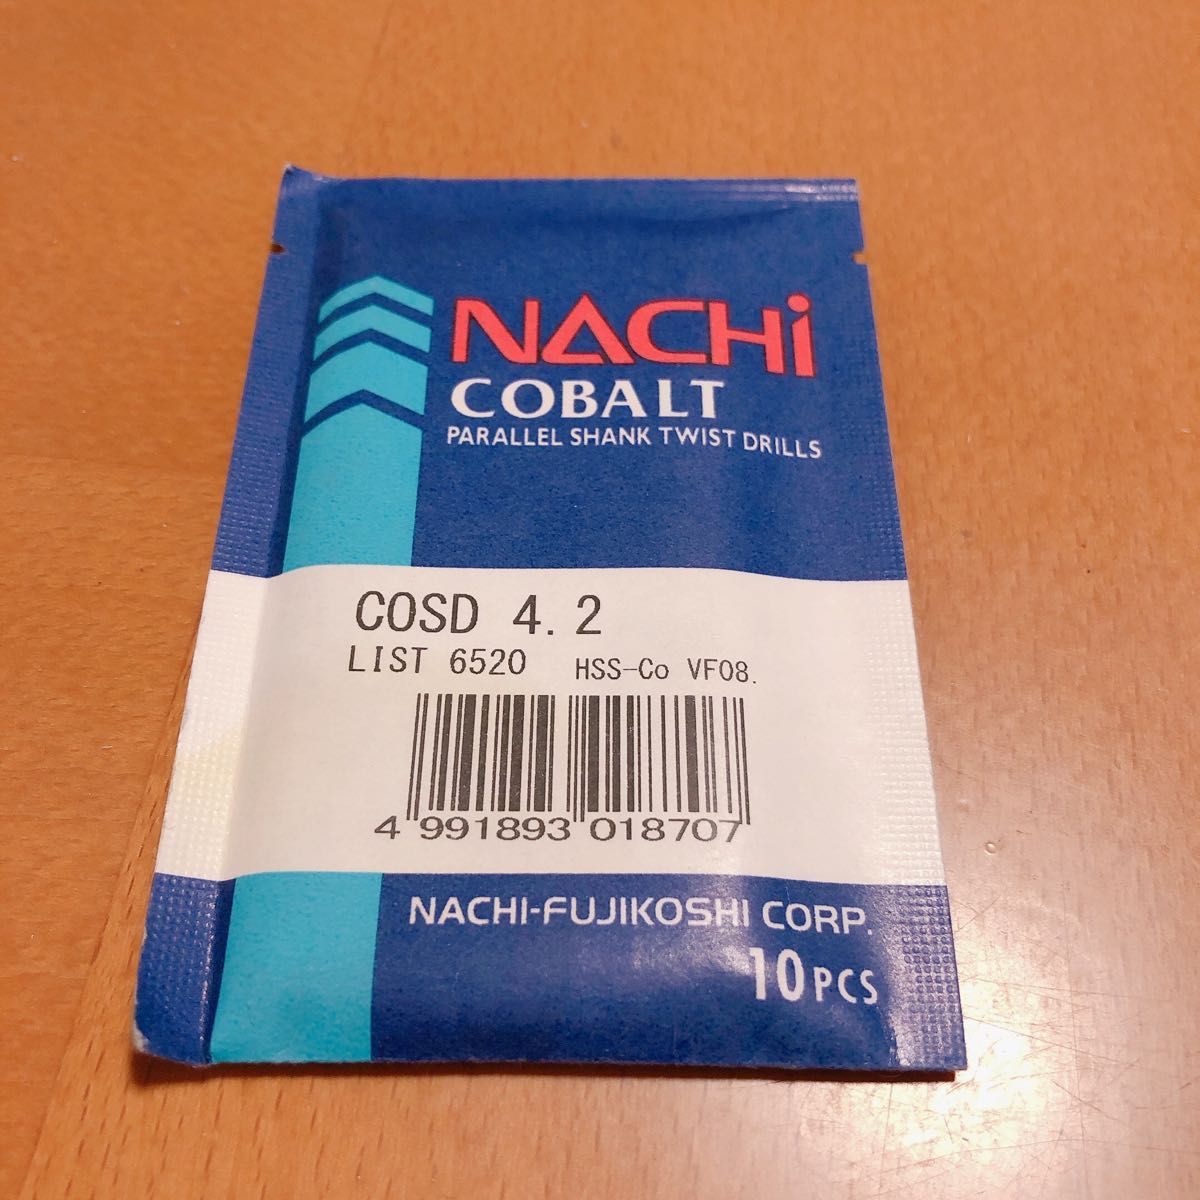 NACHi
COBALT
PARALLEL SHANK TWIST DRILLS
COSD 4.2
LIST 6520 HSS-Co VF08.
4 991893 018707
NACHI-FUJIKOSHI CORP.
10PCS